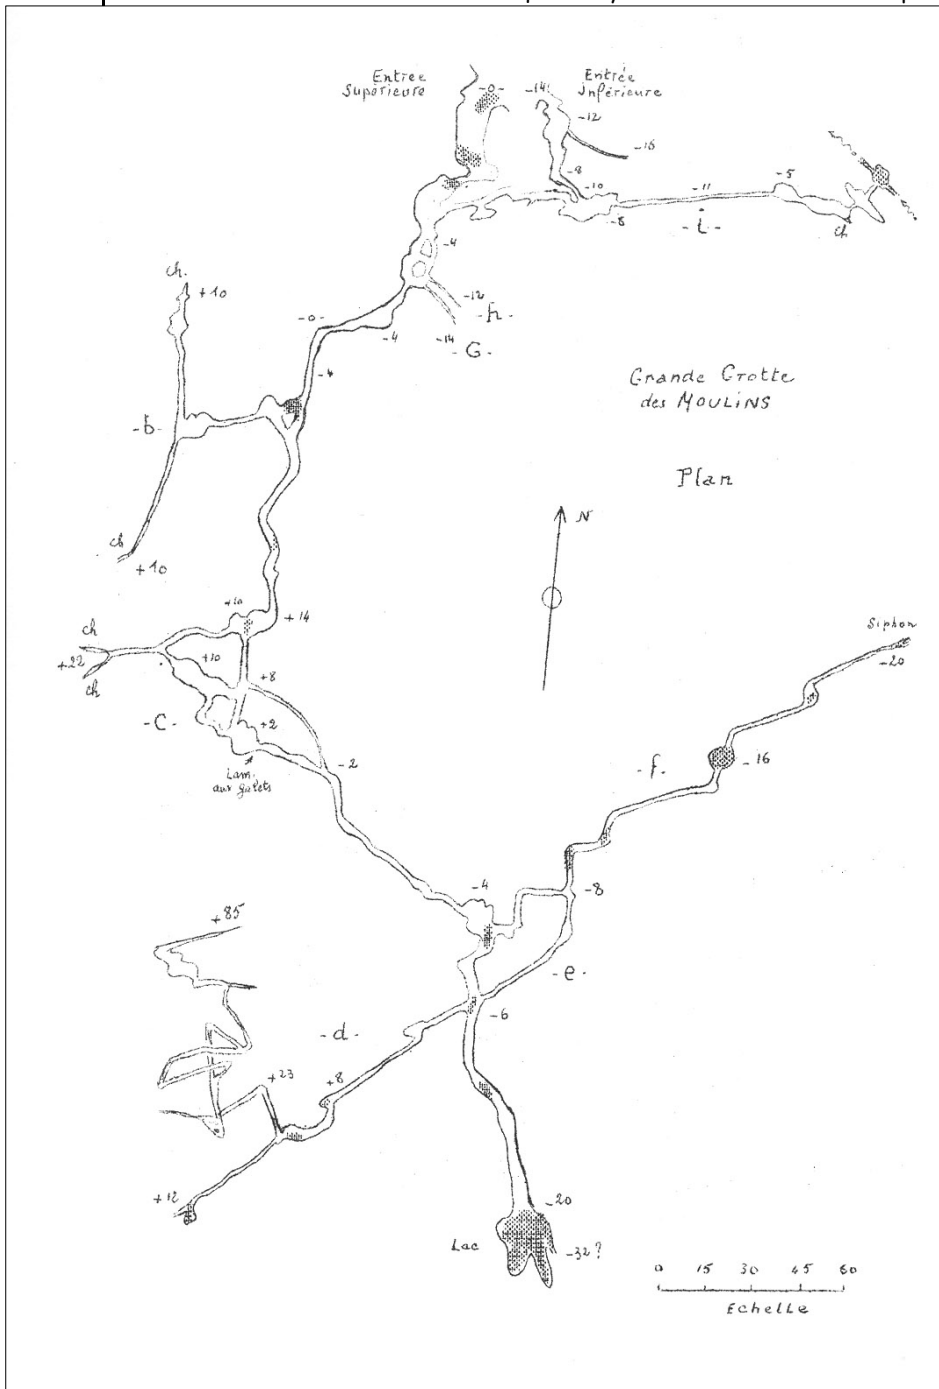 Entrée
Supérieure
-0-
-14
Entrée
Inférieure
-12
-16
-8
-10
-8
-11
-i-
-5
ch
-4
-12
-h-
-14
-G-
-4
-0-
-4
ch.
+10
-b-
ch
+10
Grande Grotte
des MOULINS
Plan
N
+10
+14
ch
+22
ch
+10
+8
-C-
+2
Lam.
aux galets
-2
Siphon
-20
-16
-f-
-8
-4
-e-
-6
+85
-d-
+23
+8
+12
-20
Lac
-32?
0 15 30 45 60
Echelle